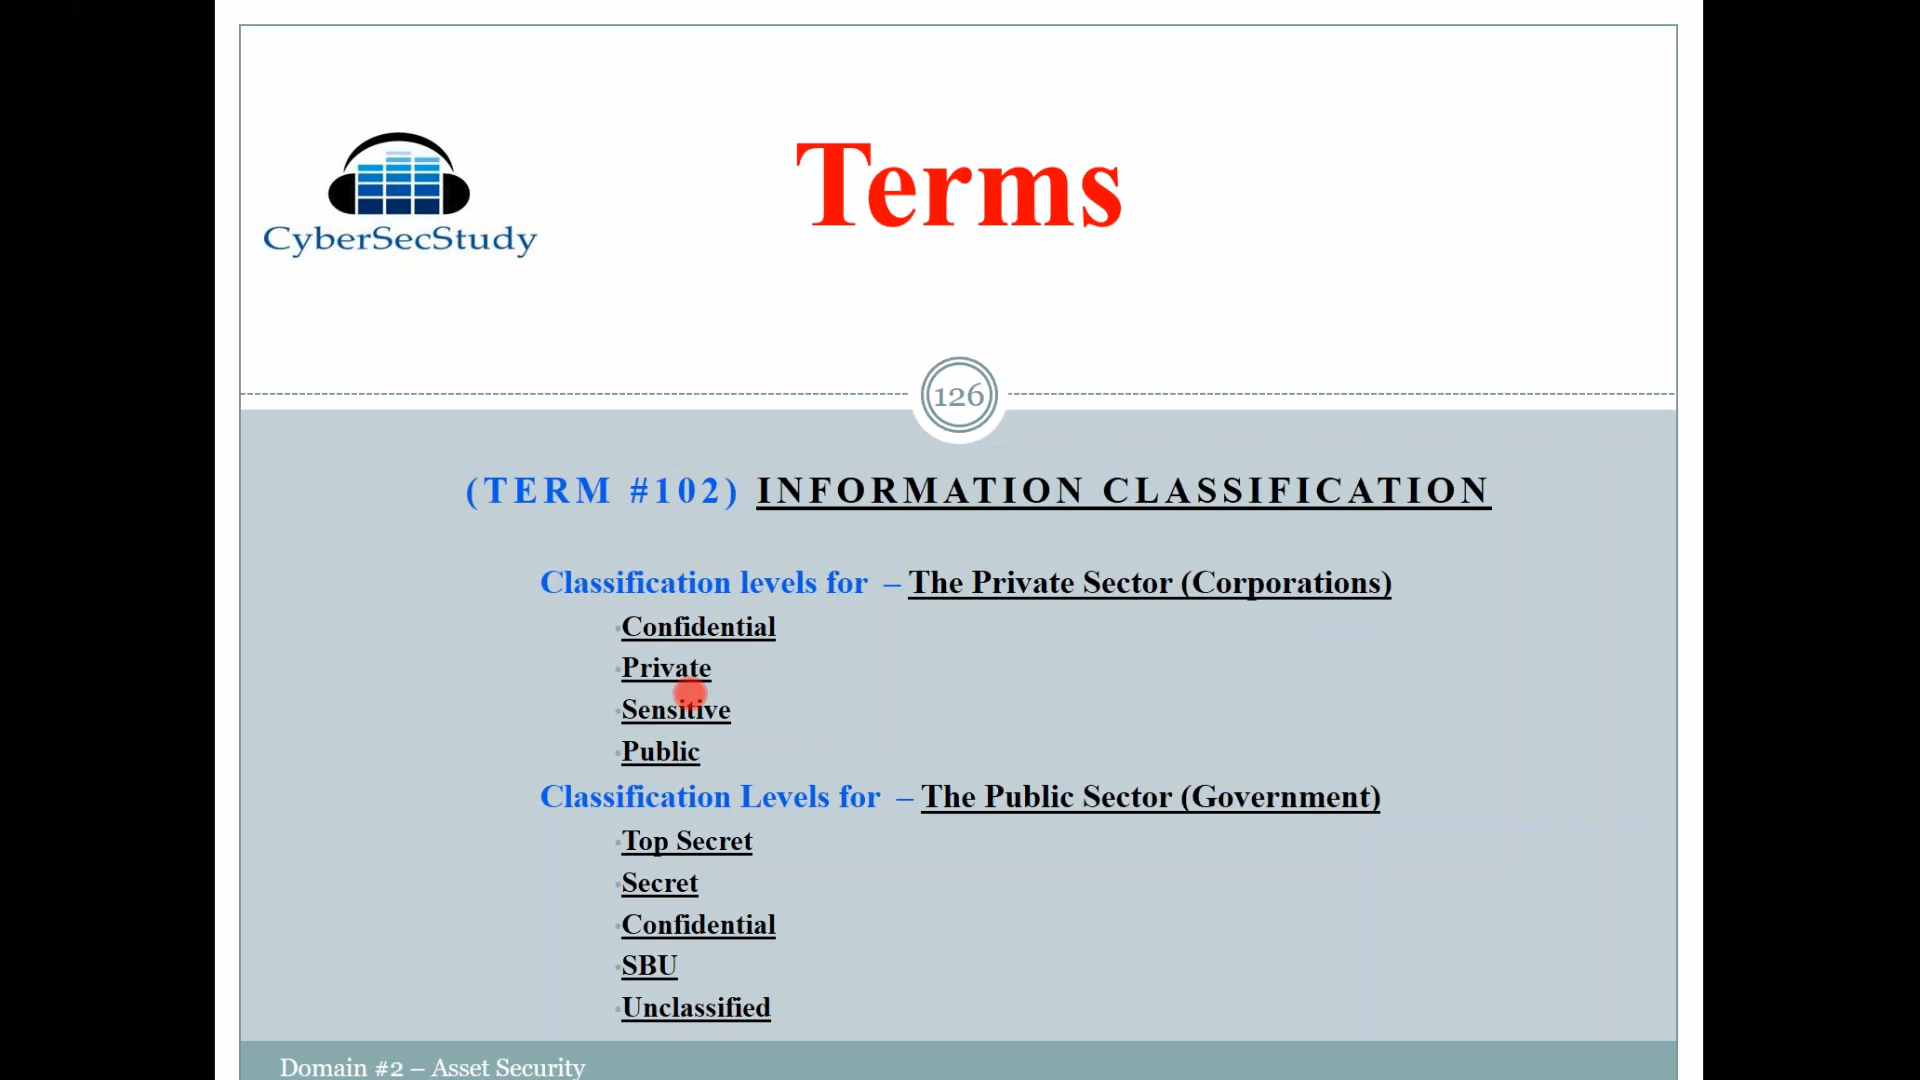 CyberSecStudy
Terms
126
(TERM #102) INFORMATION CLASSIFICATION
Classification levels for – The Private Sector (Corporations)
•Confidential
•Private
•Sensitive
•Public
Classification Levels for – The Public Sector (Government)
•Top Secret
•Secret
•Confidential
•SBU
•Unclassified
Domain #2 – Asset Security